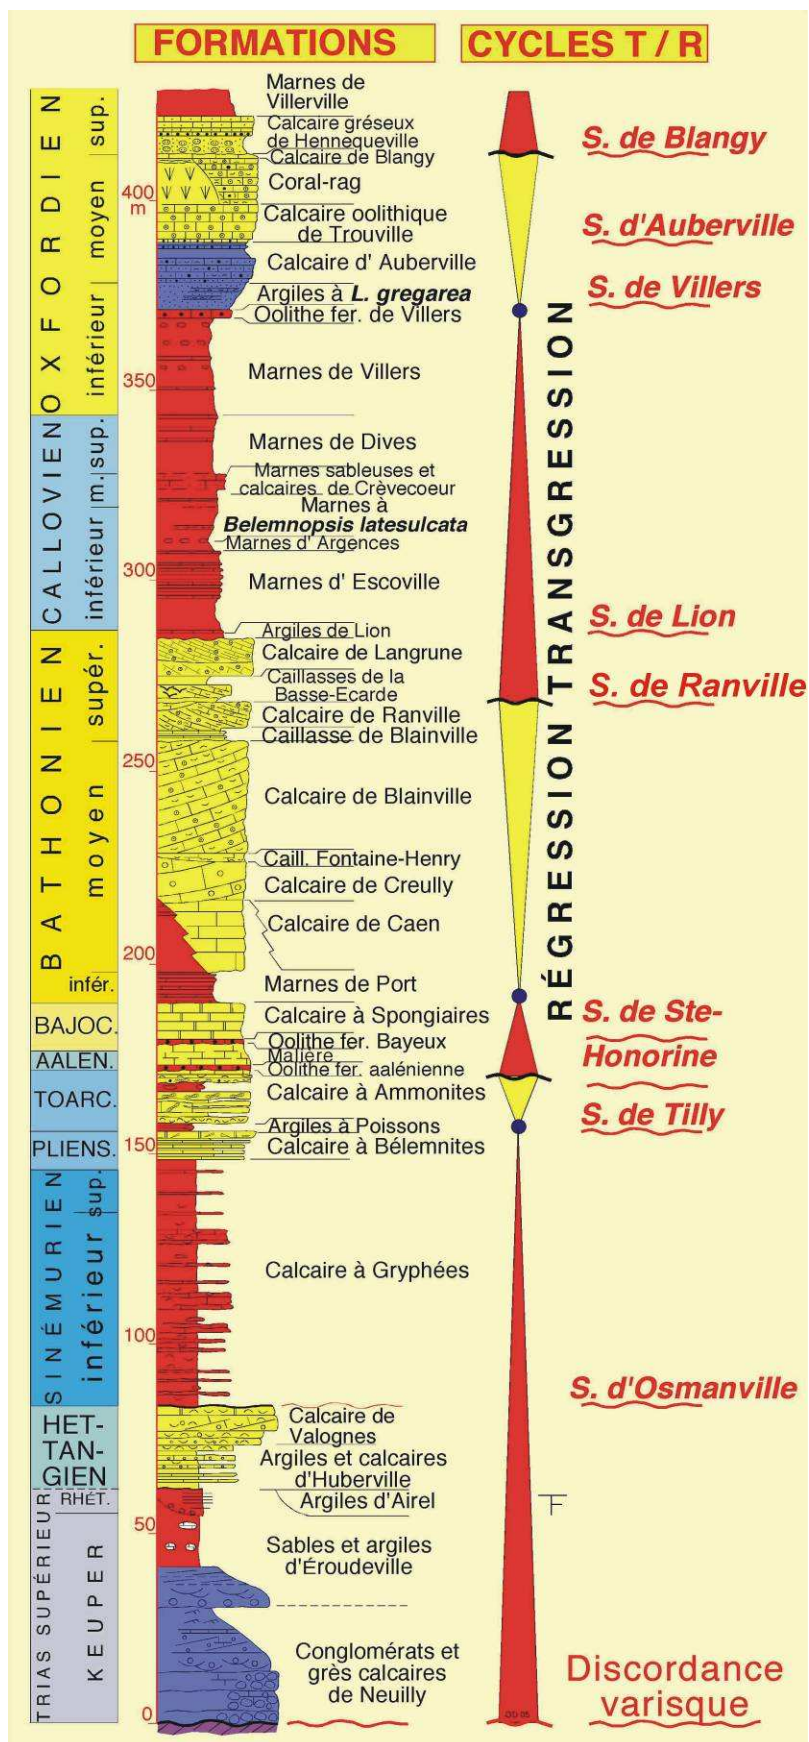 FORMATIONS
CYCLES T / R
OXFORDIEN
sup.
moyen
inférieur
CALLOVIEN
sup.
m.
inférieur
BATHONIEN
supér.
moyen
infér.
BAJOC.
AALEN.
TOARC.
PLIENS.
SINÉMURIEN
sup.
inférieur
HET-
TAN-
GIEN
RHÉT.
TRIAS SUPÉRIEUR
KEUPER
400
m
350
300
250
200
150
100
50
0
Marnes de
Villerville
Calcaire gréseux
de Hennequeville
Calcaire de Blangy
Coral-rag
Calcaire oolithique
de Trouville
Calcaire d' Auberville
Argiles à L. gregarea
Oolithe fer. de Villers
Marnes de Villers
Marnes de Dives
Marnes sableuses et
calcaires de Crèvecoeur
Marnes à
Belemnopsis latesulcata
Marnes d' Argences
Marnes d' Escoville
Argiles de Lion
Calcaire de Langrune
Caillasses de la
Basse-Ecarde
Calcaire de Ranville
Caillasse de Blainville
Calcaire de Blainville
Caill. Fontaine-Henry
Calcaire de Creully
Calcaire de Caen
Marnes de Port
Calcaire à Spongiaires
Oolithe fer. Bayeux
Malière
Oolithe fer. aalénienne
Calcaire à Ammonites
Argiles à Poissons
Calcaire à Bélemnites
Calcaire à Gryphées
Calcaire de
Valognes
Argiles et calcaires
d'Huberville
Argiles d'Airel
Sables et argiles
d'Éroudeville
Conglomérats et
grès calcaires
de Neuilly
RÉGRESSION TRANSGRESSION
S. de Blangy
S. d'Auberville
S. de Villers
S. de Lion
S. de Ranville
S. de Ste-
Honorine
S. de Tilly
S. d'Osmanville
Discordance
varisque